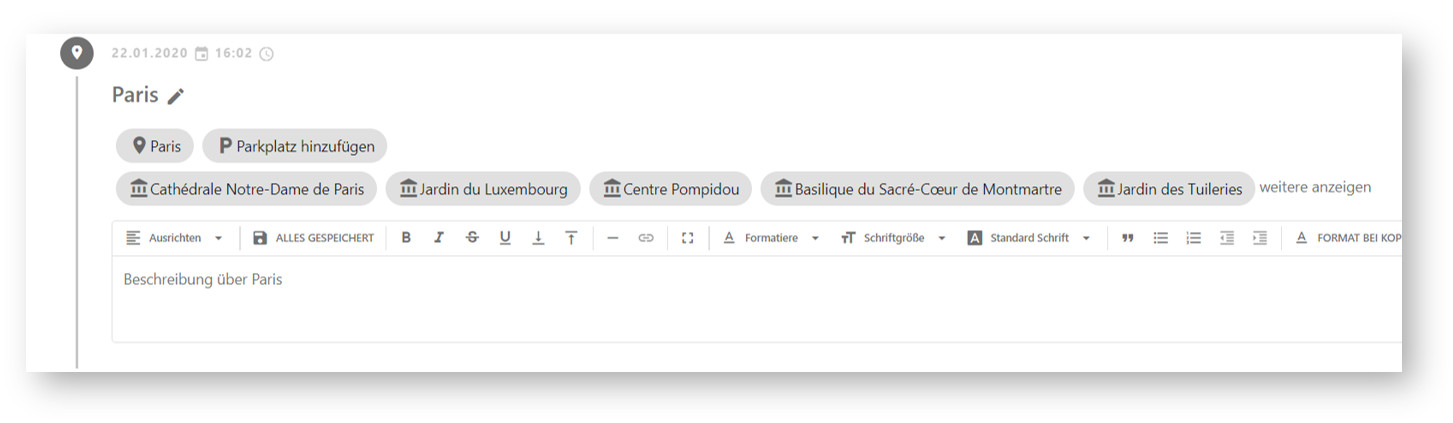 22.01.2020 16:02
Paris
Paris P Parkplatz hinzufügen
Cathédrale Notre-Dame de Paris Jardin du Luxembourg Centre Pompidou Basilique du Sacré-Cœur de Montmartre Jardin des Tuileries weitere anzeigen
Ausrichten ALLES GESPEICHERT B I S U Formatiere Schriftgröße Standard Schrift FORMAT BEI KOP
Beschreibung über Paris